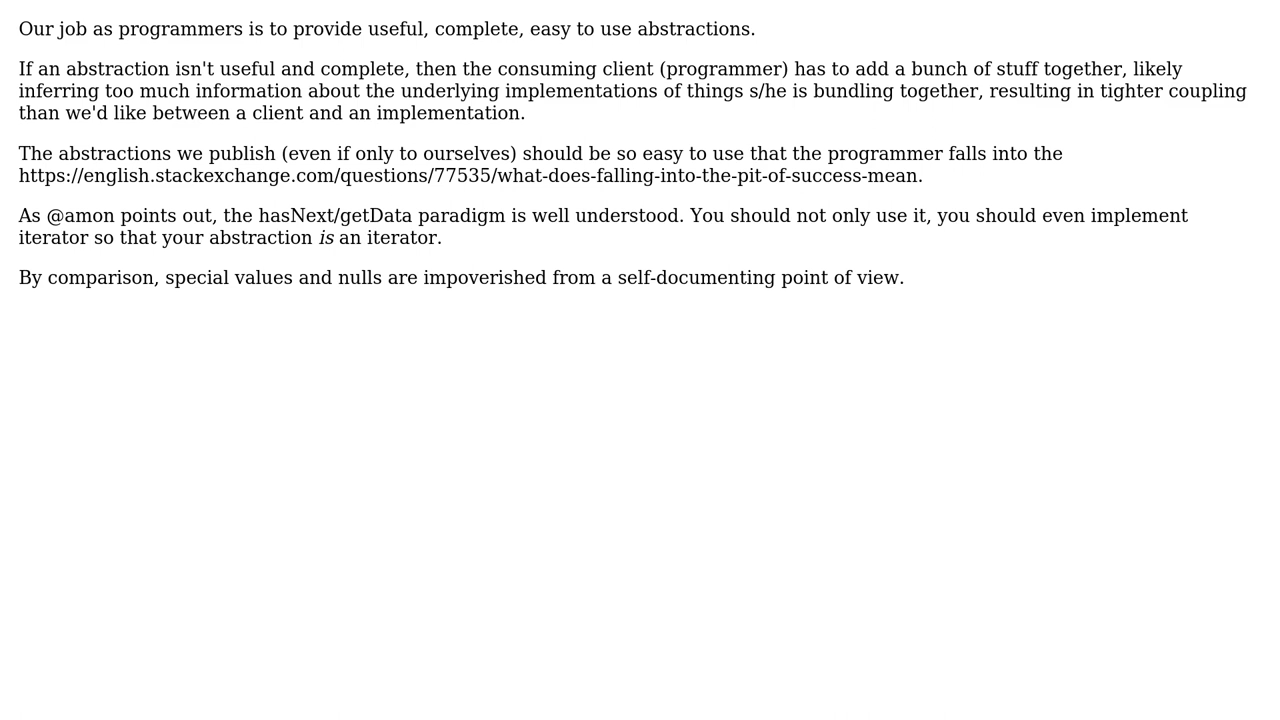 Our job as programmers is to provide useful, complete, easy to use abstractions.
If an abstraction isn't useful and complete, then the consuming client (programmer) has to add a bunch of stuff together, likely
inferring too much information about the underlying implementations of things s/he is bundling together, resulting in tighter coupling
than we'd like between a client and an implementation.
The abstractions we publish (even if only to ourselves) should be so easy to use that the programmer falls into the
https://english.stackexchange.com/questions/77535/what-does-falling-into-the-pit-of-success-mean.
As @amon points out, the hasNext/getData paradigm is well understood. You should not only use it, you should even implement
iterator so that your abstraction is an iterator.
By comparison, special values and nulls are impoverished from a self-documenting point of view.